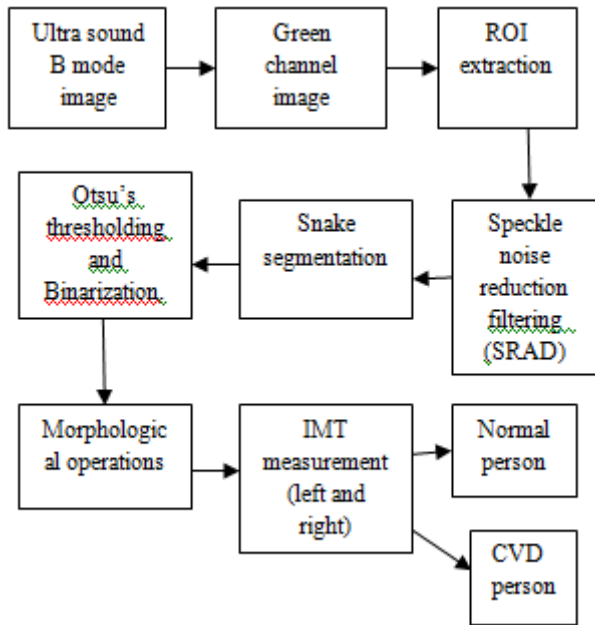 Ultra sound
B mode
image
Green
channel
image
ROI
extraction
Speckle
noise
reduction
filtering
(SRAD)
Snake
segmentation
Otsu's
thresholding
and
Binarization.
Morphologic
al operations
IMT
measurement
(left and
right)
Normal
person
CVD
person